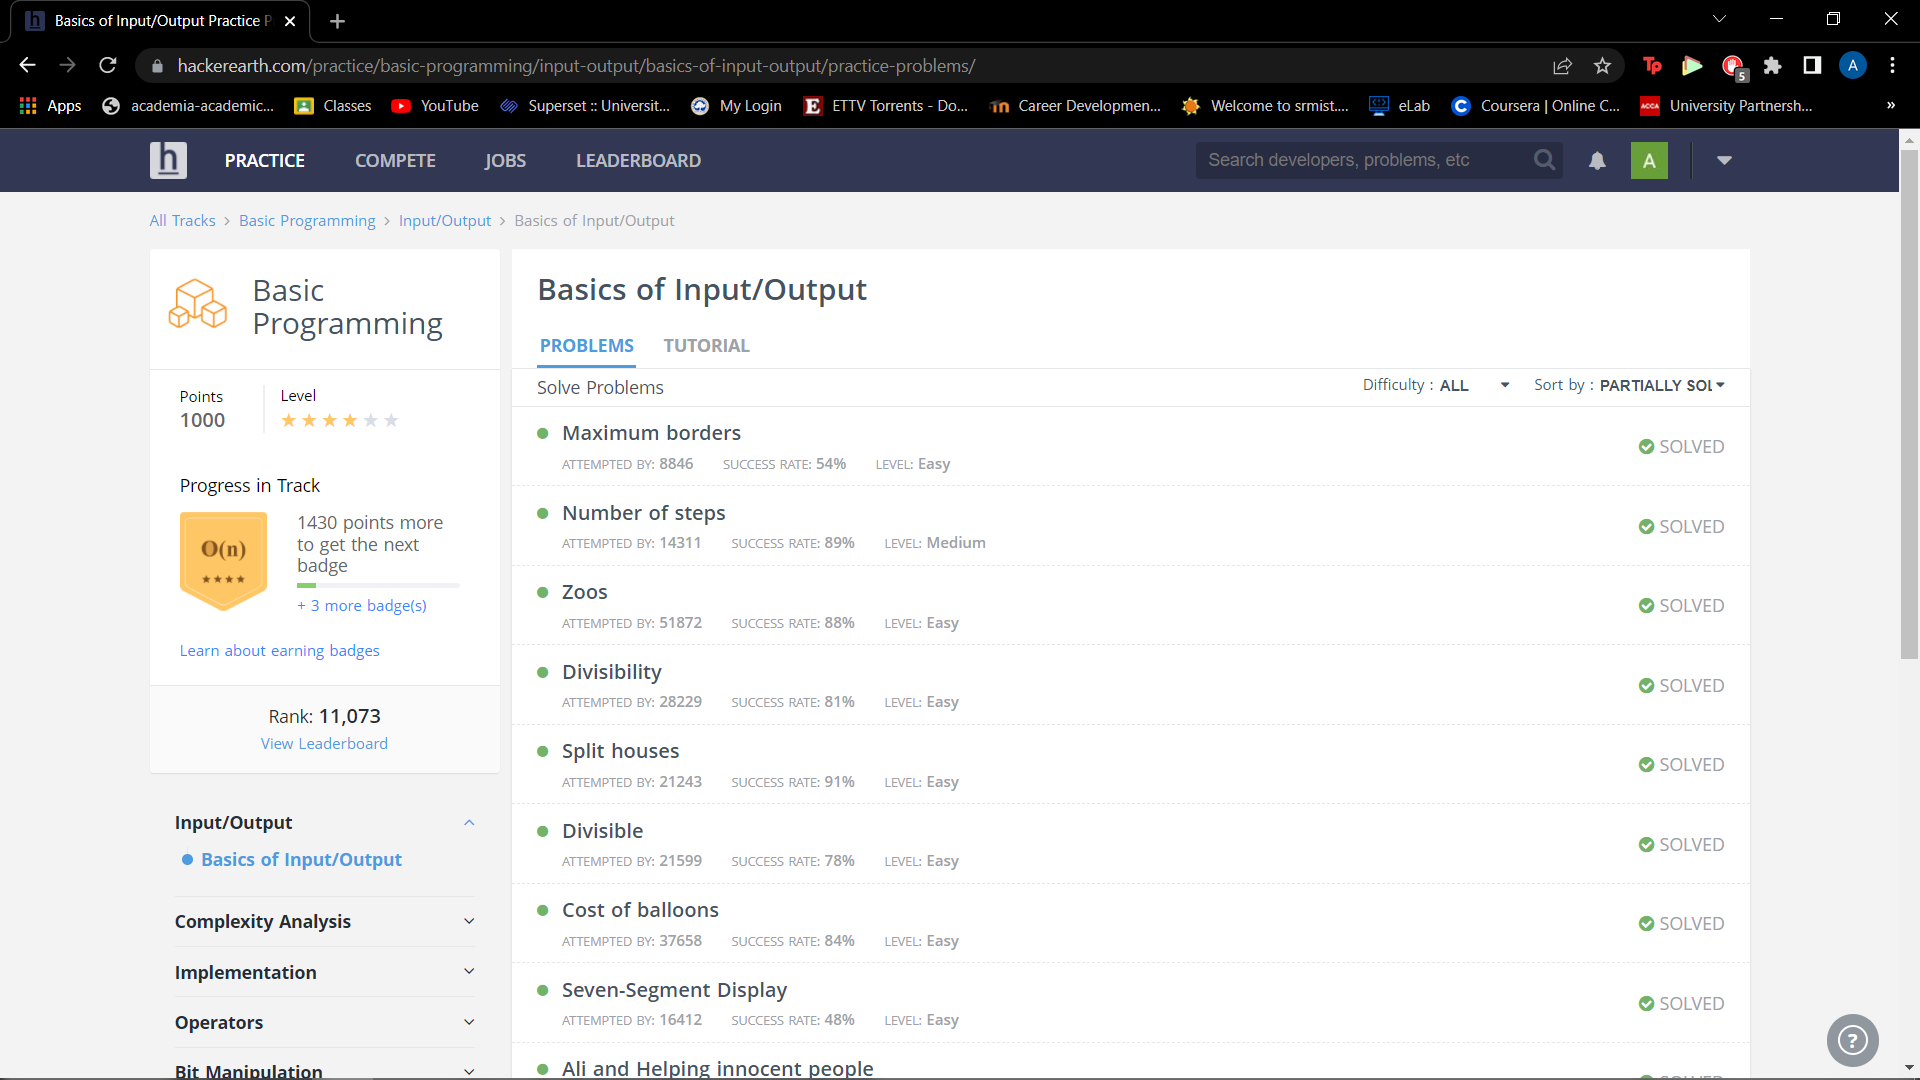 Basics of Input/Output Practice P
hackerearth.com/practice/basic-programming/input-output/basics-of-input-output/practice-problems/
Tp
5
A
Apps
academia-academic...
Classes
YouTube
Superset :: Universit...
My Login
E ETTV Torrents - Do...
Career Developmen...
Welcome to srmist....
eLab
Coursera | Online C...
ACCA University Partnersh...
»
h PRACTICE COMPETE JOBS LEADERBOARD Search developers, problems, etc A
All Tracks > Basic Programming > Input/Output > Basics of Input/Output
Basic
Programming
Points
1000
Level
Progress in Track
O(n)
1430 points more
to get the next
badge
+ 3 more badge(s)
Learn about earning badges
Rank: 11,073
View Leaderboard
Input/Output
Basics of Input/Output
Complexity Analysis
Implementation
Operators
Bit Manipulation
Basics of Input/Output
PROBLEMS TUTORIAL
Solve Problems Difficulty : ALL Sort by : PARTIALLY SOL
Maximum borders
ATTEMPTED BY: 8846 SUCCESS RATE: 54% LEVEL: Easy
SOLVED
Number of steps
ATTEMPTED BY: 14311 SUCCESS RATE: 89% LEVEL: Medium
SOLVED
Zoos
ATTEMPTED BY: 51872 SUCCESS RATE: 88% LEVEL: Easy
SOLVED
Divisibility
ATTEMPTED BY: 28229 SUCCESS RATE: 81% LEVEL: Easy
SOLVED
Split houses
ATTEMPTED BY: 21243 SUCCESS RATE: 91% LEVEL: Easy
SOLVED
Divisible
ATTEMPTED BY: 21599 SUCCESS RATE: 78% LEVEL: Easy
SOLVED
Cost of balloons
ATTEMPTED BY: 37658 SUCCESS RATE: 84% LEVEL: Easy
SOLVED
Seven-Segment Display
ATTEMPTED BY: 16412 SUCCESS RATE: 48% LEVEL: Easy
SOLVED
Ali and Helping innocent people
?